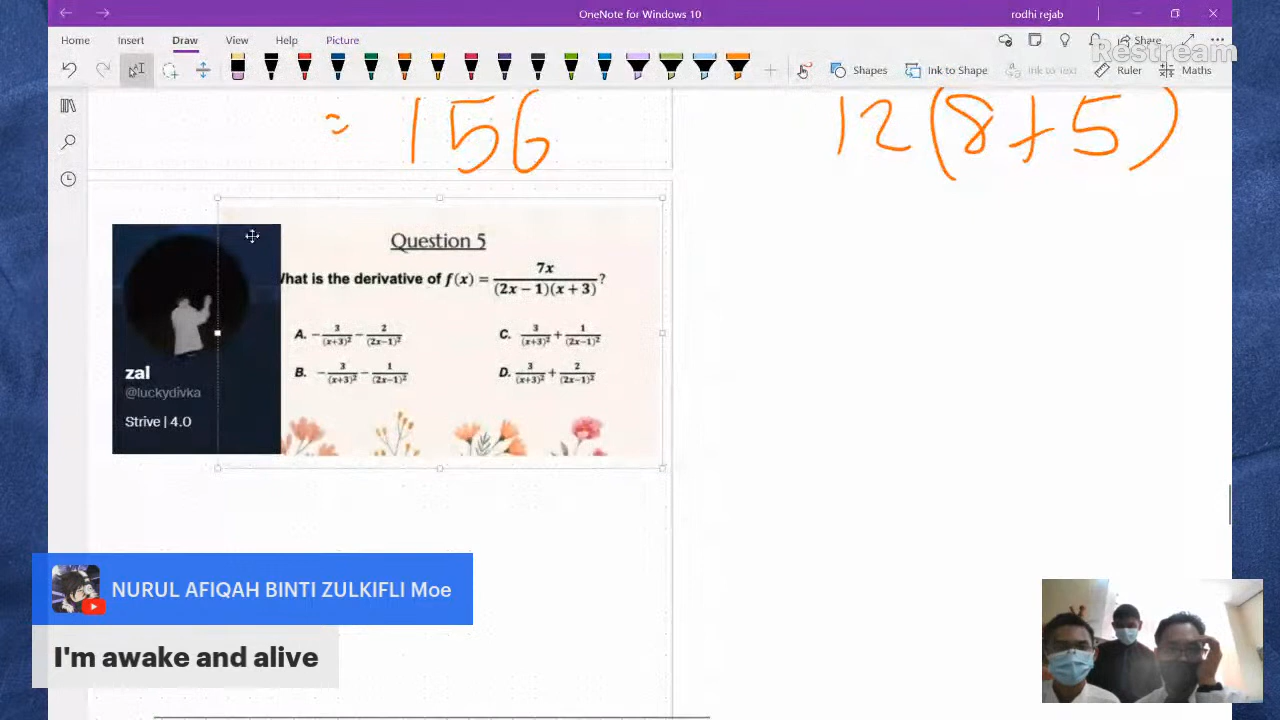 OneNote for Windows 10
rodhi rejab
Home Insert Draw View Help Picture
Share
Restream
Shapes Ink to Shape Ink to Text Ruler Maths
= 156
12(8+5)
Question 5
What is the derivative of f(x) = 7x / (2x − 1)(x + 3) ?
A. − 3/(x+3)² − 2/(2x−1)²
C. 3/(x+3)² + 1/(2x−1)²
B. − 3/(x+3)² − 1/(2x−1)²
D. 3/(x+3)² + 2/(2x−1)²
zal
@luckydivka
Strive | 4.0
NURUL AFIQAH BINTI ZULKIFLI Moe
I'm awake and alive